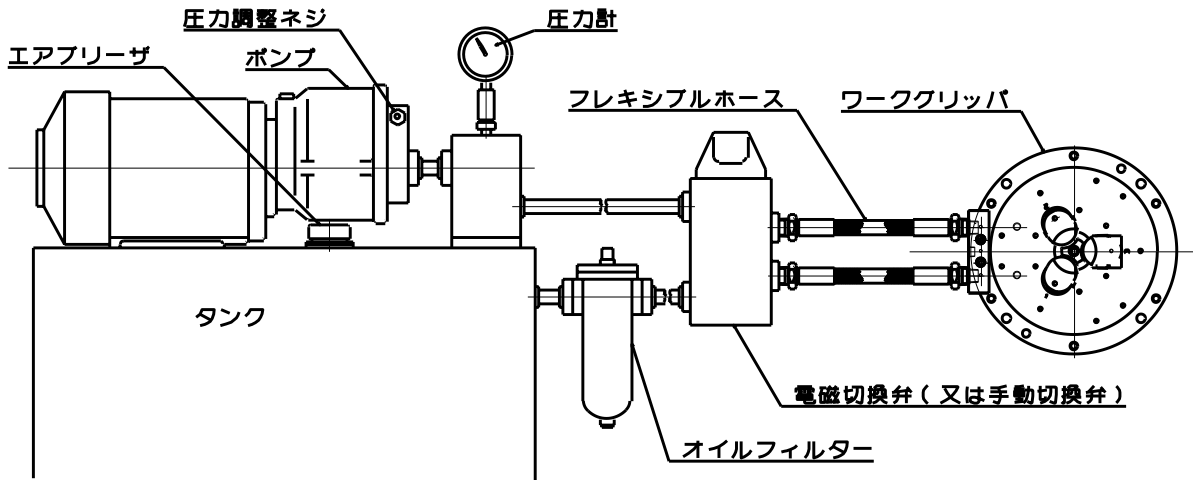 圧力調整ネジ
圧力計
エアブリーザ
ポンプ
フレキシブルホース
ワークグリッパ
タンク
電磁切換弁(又は手動切換弁)
オイルフィルター